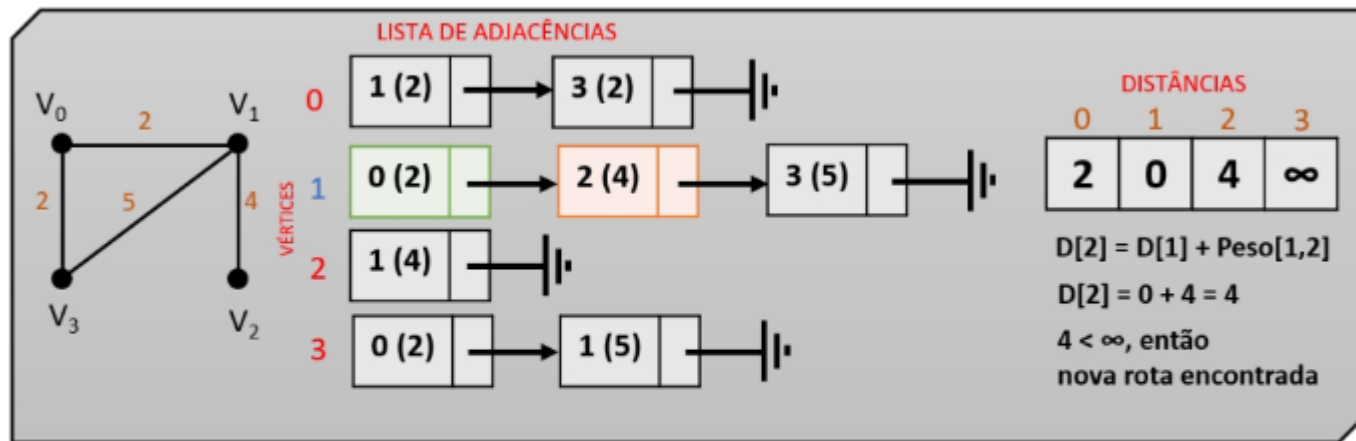 LISTA DE ADJACÊNCIAS
V0 V1
2
2 5 4
V3 V2
VÉRTICES
0 1 (2) 3 (2)
1 0 (2) 2 (4) 3 (5)
2 1 (4)
3 0 (2) 1 (5)
DISTÂNCIAS
0 1 2 3
2 0 4 ∞
D[2] = D[1] + Peso[1,2]
D[2] = 0 + 4 = 4
4 < ∞, então
nova rota encontrada